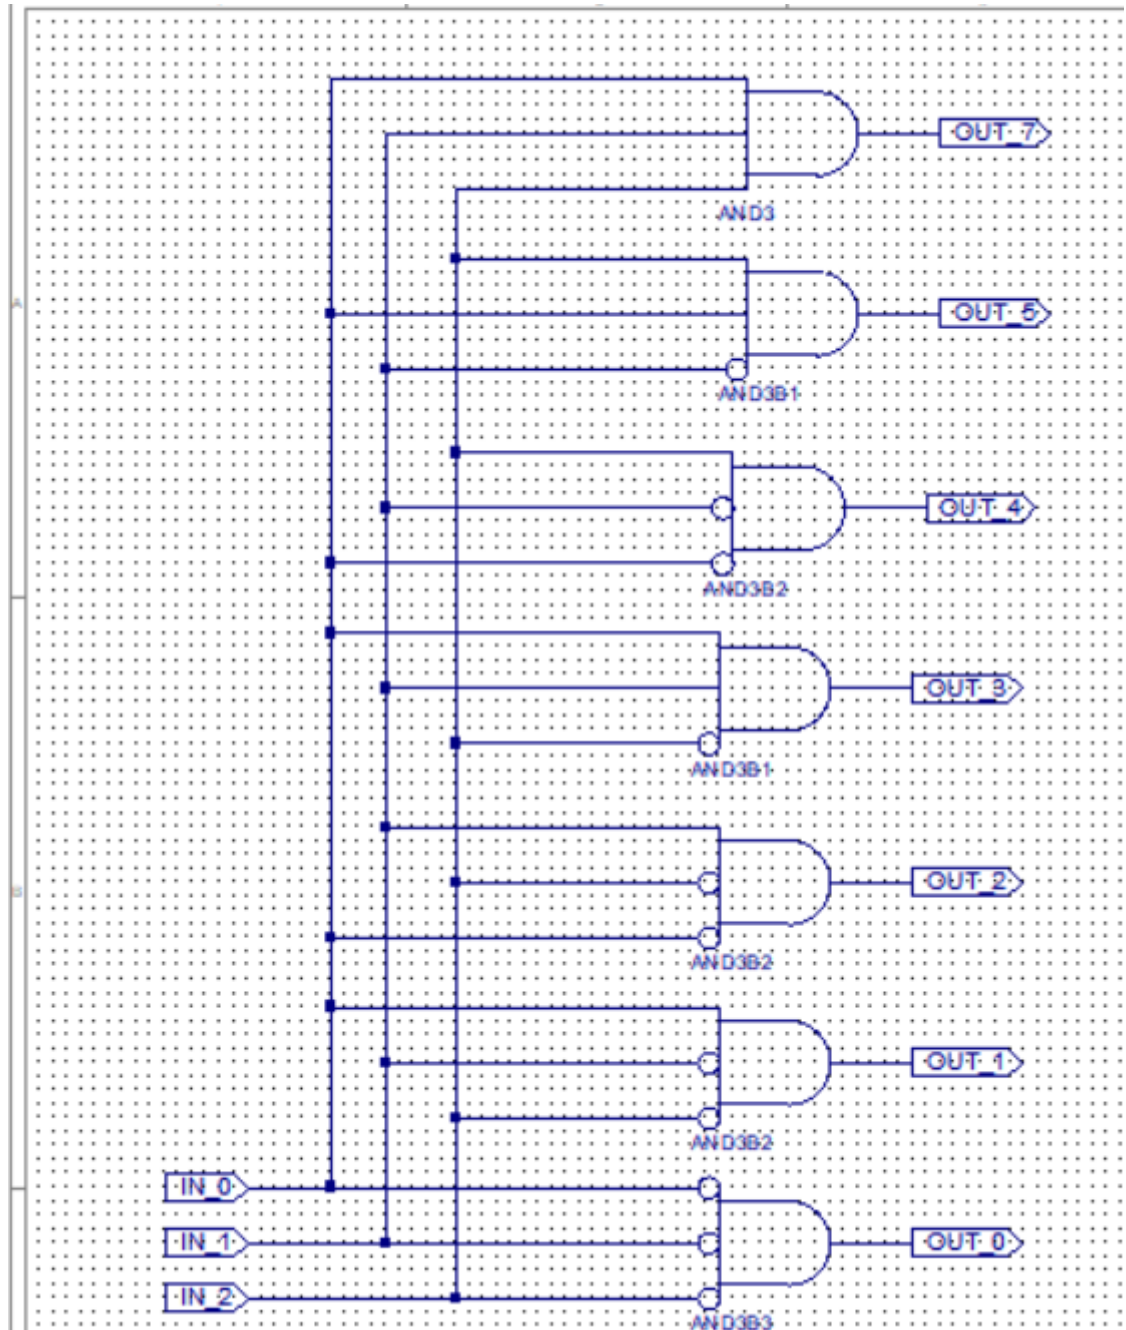 OUT_7
AND3
A
OUT_5
AND3B1
OUT_4
AND3B2
OUT_3
AND3B1
B
OUT_2
AND3B2
OUT_1
AND3B2
IN_0
IN_1
OUT_0
IN_2
AND3B3